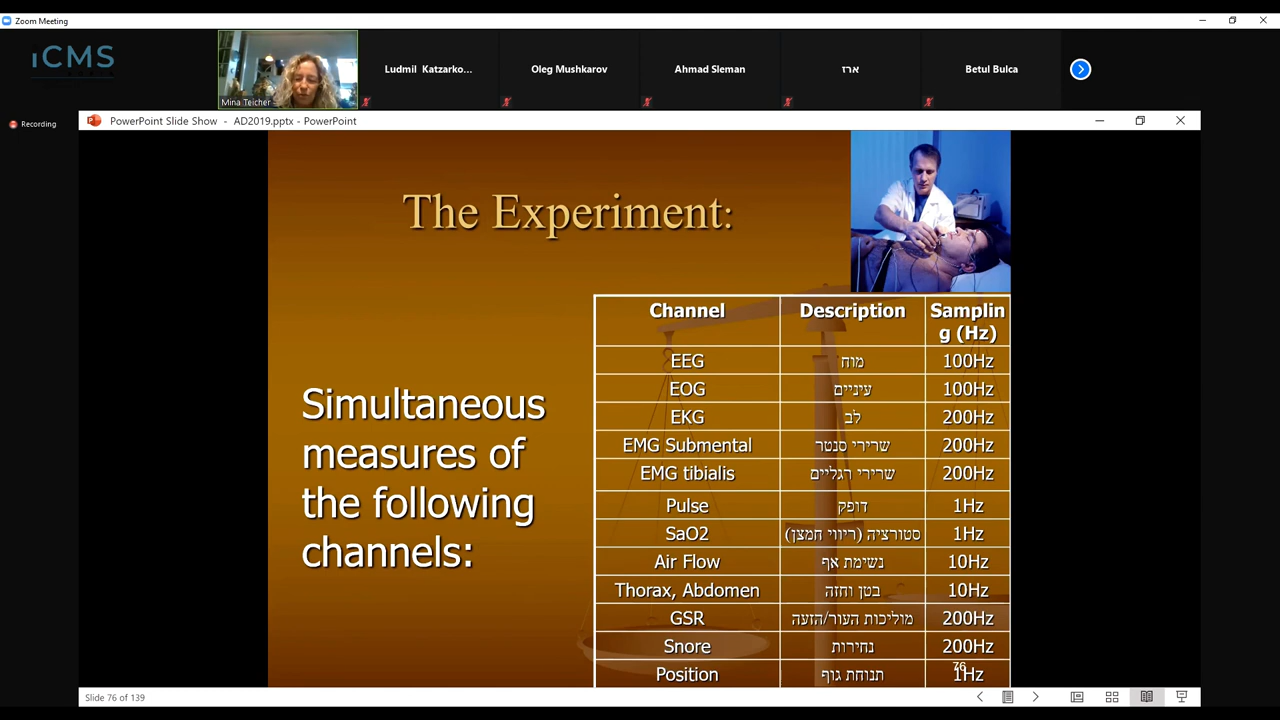 Zoom Meeting
iCMS
Mina Teicher
Ludmil Katzarko...
Oleg Mushkarov
Ahmad Sleman
ארז
Betul Bulca
Recording
PowerPoint Slide Show - AD2019.pptx - PowerPoint
The Experiment:
Simultaneous
measures of
the following
channels:
Channel Description Samplin
g (Hz)
EEG מוח 100Hz
EOG עיניים 100Hz
EKG לב 200Hz
EMG Submental שרירי סנטר 200Hz
EMG tibialis שרירי רגליים 200Hz
Pulse דופק 1Hz
SaO2 סטורציה (ריווי חמצן) 1Hz
Air Flow נשימת אף 10Hz
Thorax, Abdomen בטן וחזה 10Hz
GSR מוליכות העור/הזעה 200Hz
Snore נחירות 200Hz
Position תנוחת גוף 1Hz
76
Slide 76 of 139